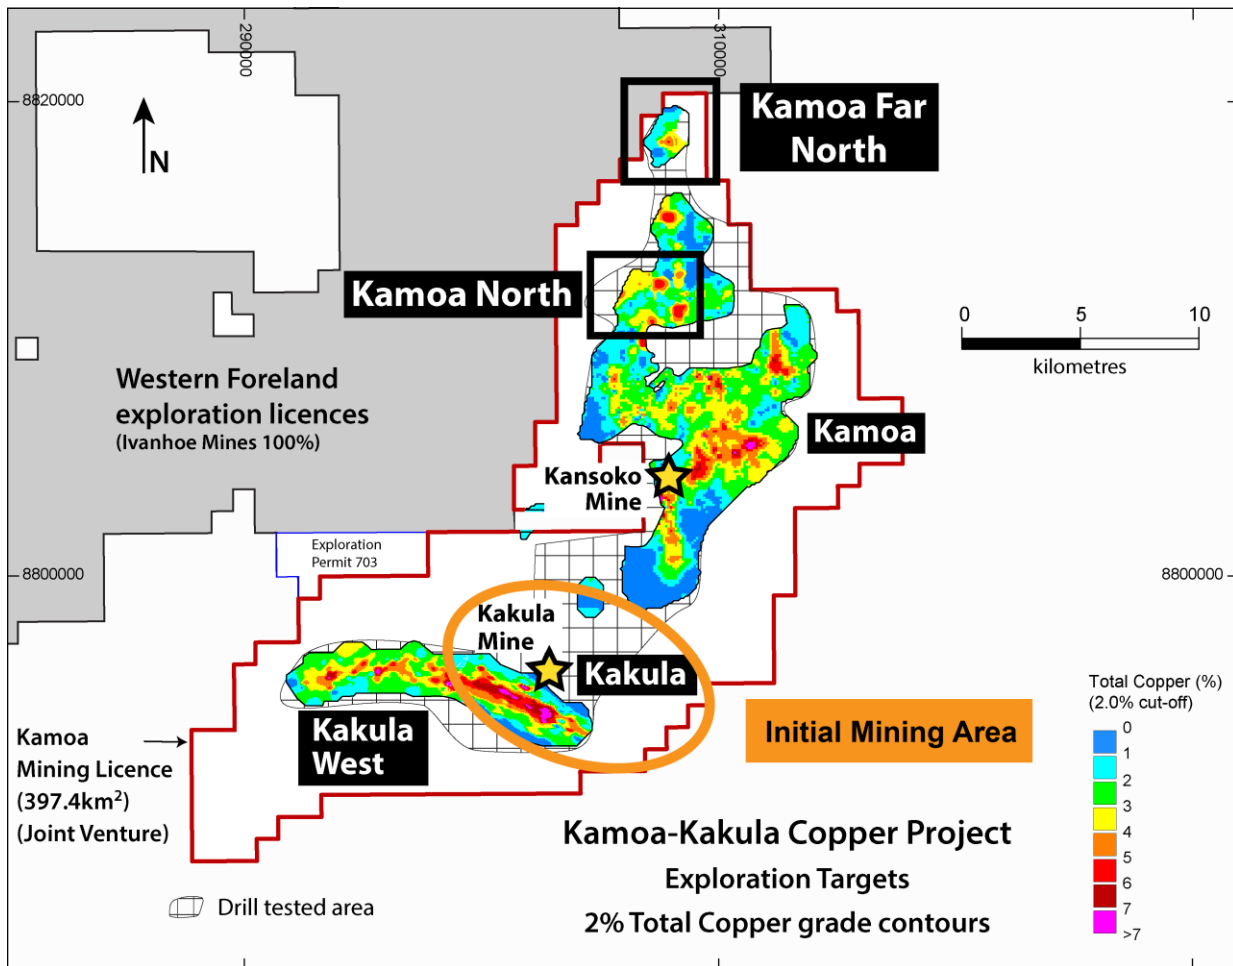 290000
310000
8820000
N
Kamoa Far
North
Kamoa North
0
5
10
kilometres
Western Foreland
exploration licences
(Ivanhoe Mines 100%)
Kamoa
Kansoko
Mine
Exploration
Permit 703
8800000
8800000
Kakula
Mine
Kakula
Kakula
West
Initial Mining Area
Kamoa
Mining Licence
(397.4km²)
(Joint Venture)
Total Copper (%)
(2.0% cut-off)
0
1
2
3
4
5
6
7
>7
Kamoa-Kakula Copper Project
Exploration Targets
2% Total Copper grade contours
Drill tested area